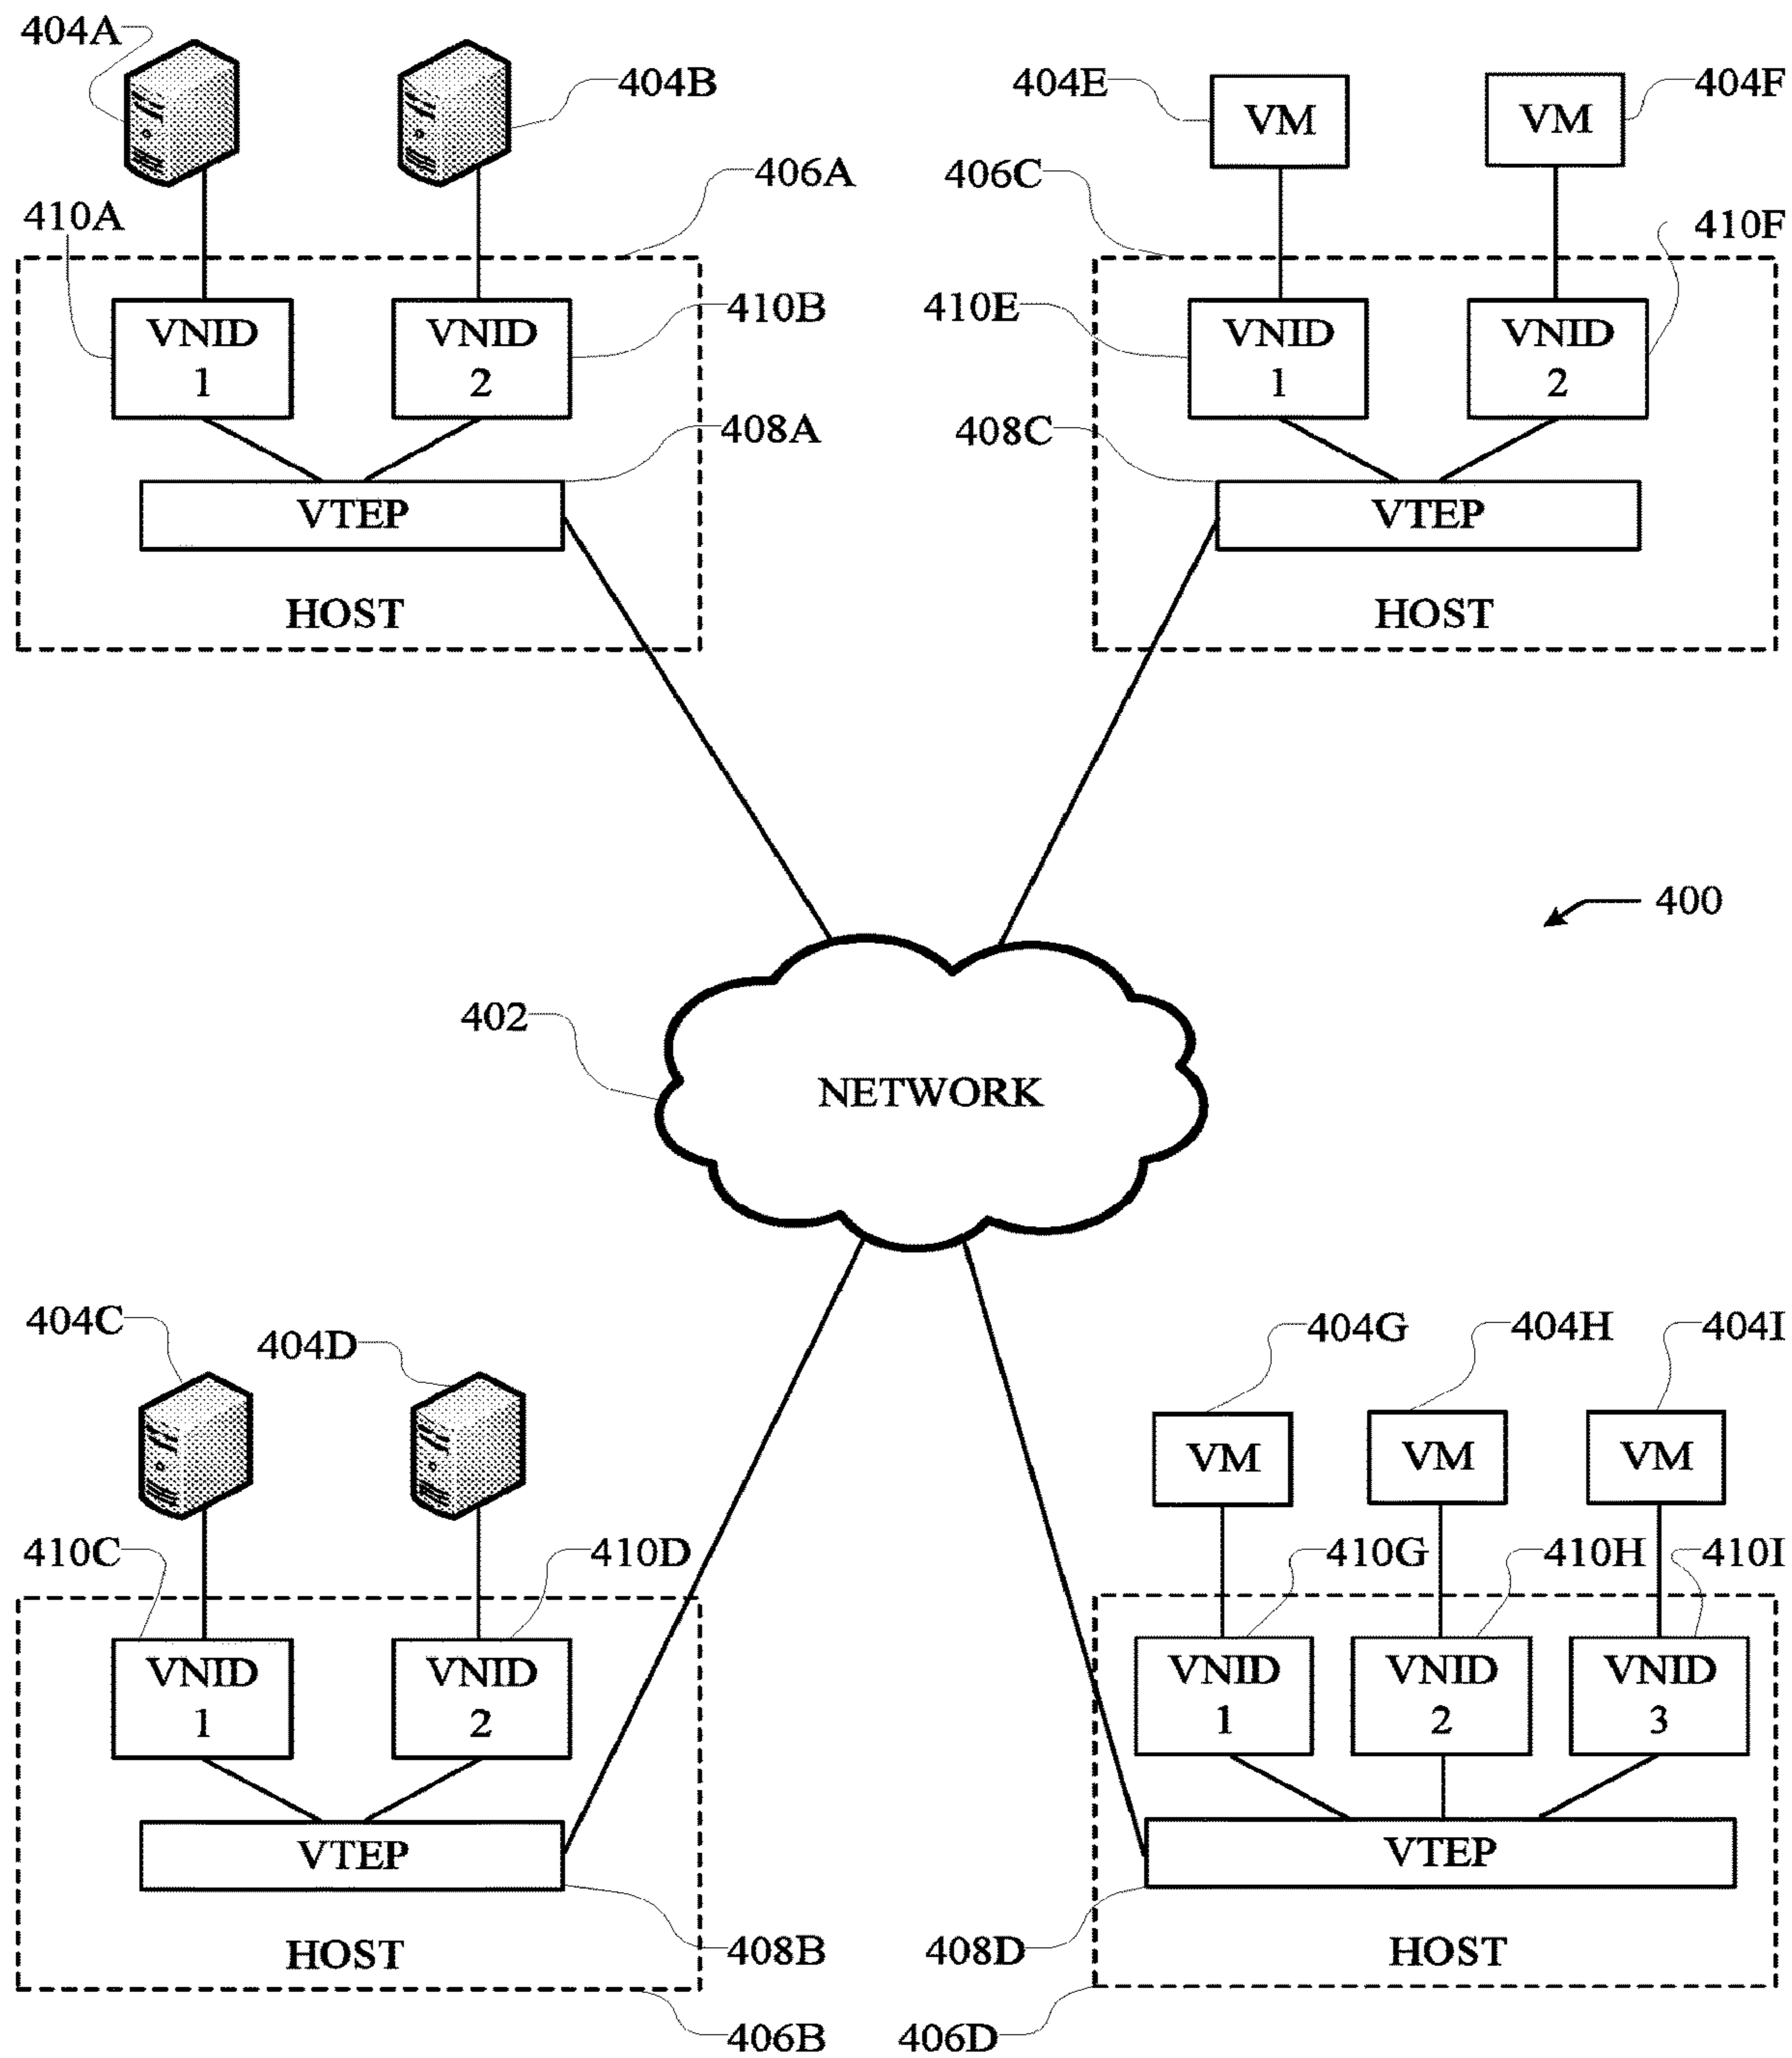 404A
404B
406A
410A
VNID
1
VNID
2
410B
408A
VTEP
HOST
404E
VM
VM
404F
406C
410F
410E
VNID
1
VNID
2
408C
VTEP
HOST
400
402
NETWORK
404C
404D
410C
410D
VNID
1
VNID
2
VTEP
HOST
408B
406B
404G
404H
404I
VM
VM
VM
410G
410H
410I
VNID
1
VNID
2
VNID
3
VTEP
408D
HOST
406D